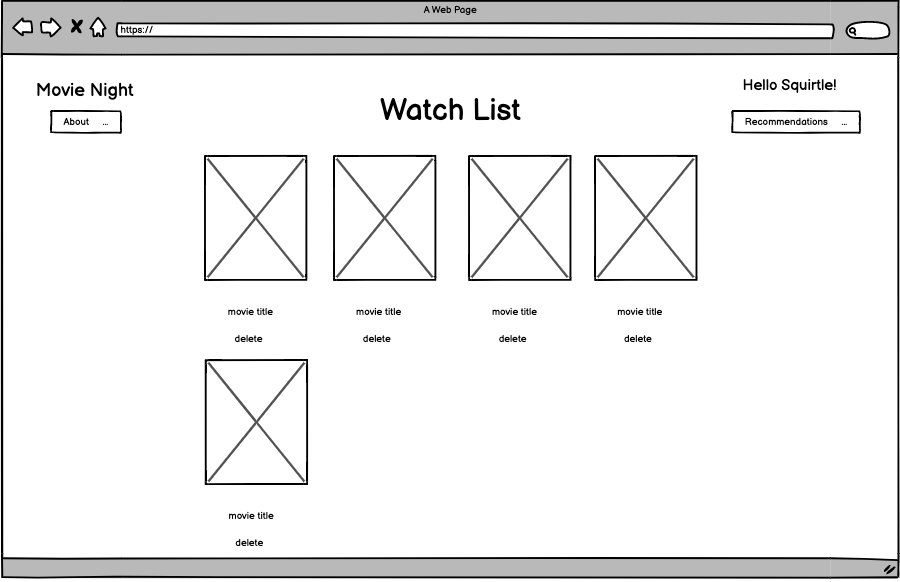 A Web Page
https://
Movie Night
Hello Squirtle!
Watch List
About ...
Recommendations ...
movie title movie title movie title movie title
delete delete delete delete
movie title
delete